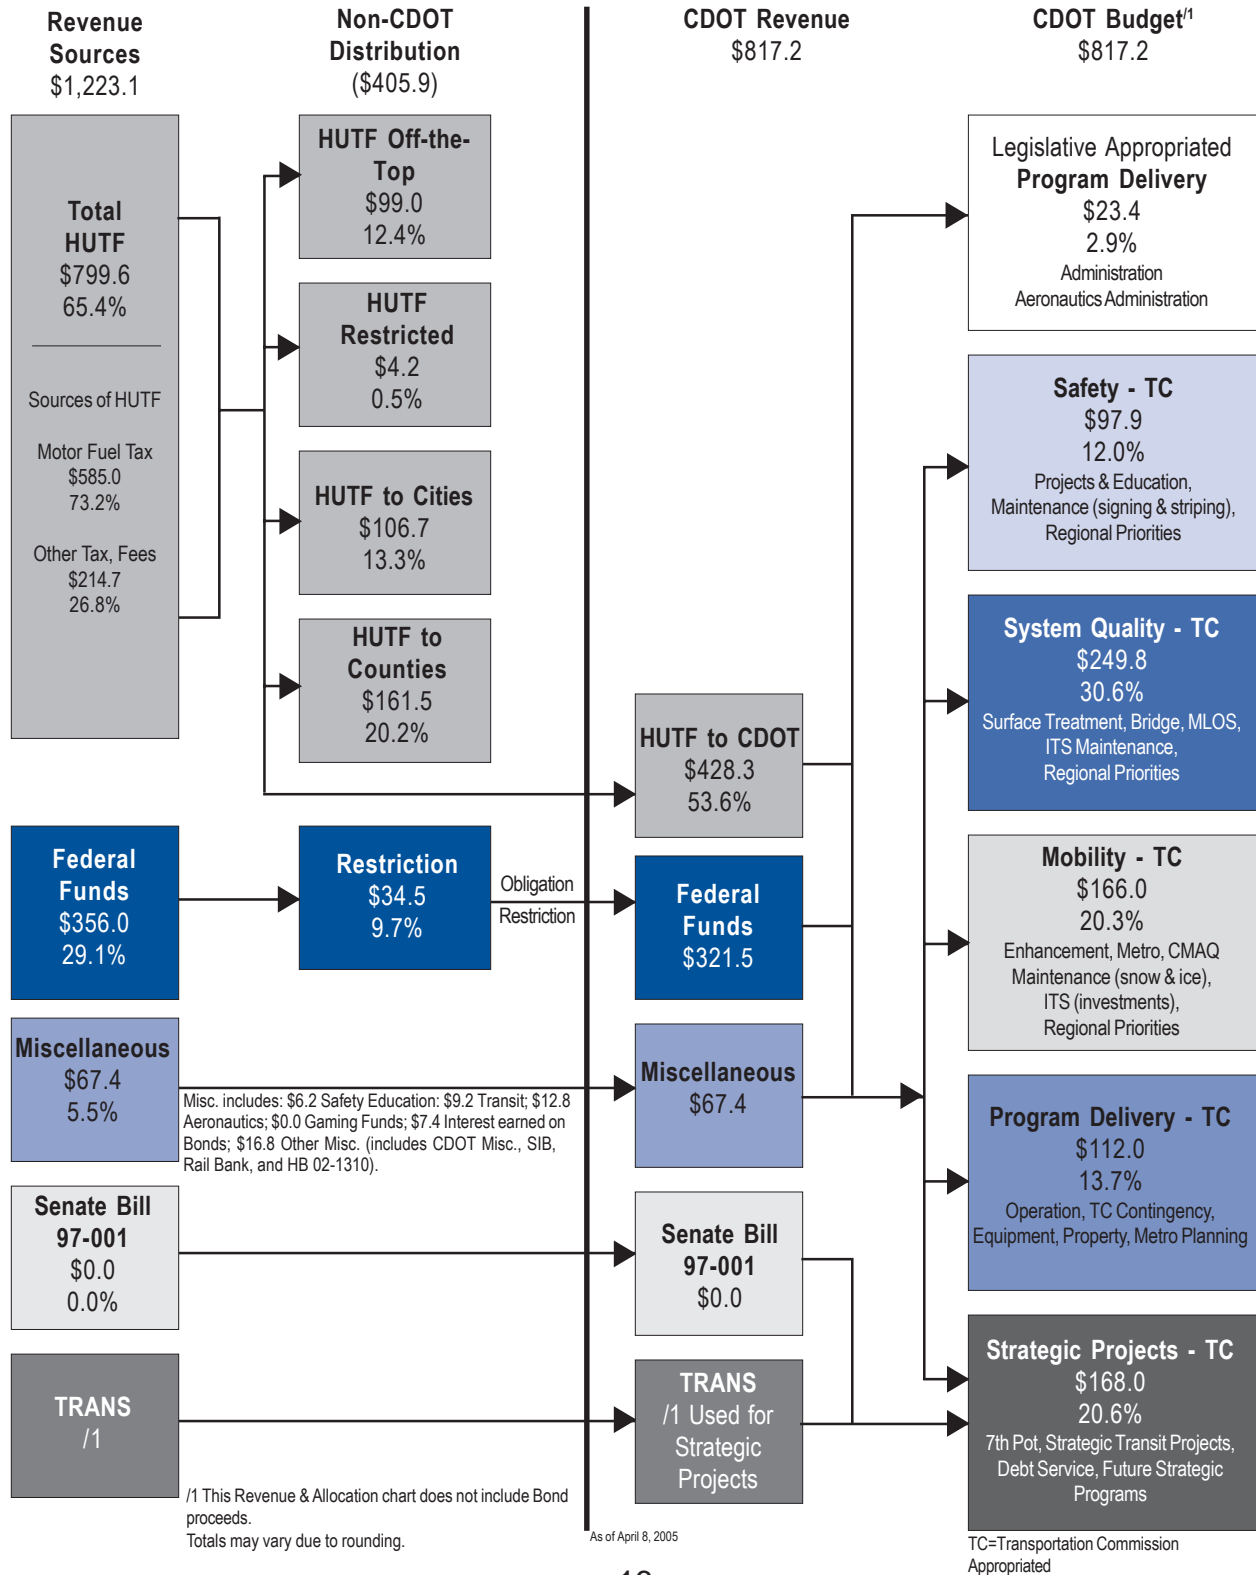 Revenue
Sources
$1,223.1
Non-CDOT
Distribution
($405.9)
CDOT Revenue
$817.2
CDOT Budget/1
$817.2
Total
HUTF
$799.6
65.4%
Sources of HUTF
Motor Fuel Tax
$585.0
73.2%
Other Tax, Fees
$214.7
26.8%
HUTF Off-the-
Top
$99.0
12.4%
HUTF
Restricted
$4.2
0.5%
HUTF to Cities
$106.7
13.3%
HUTF to
Counties
$161.5
20.2%
HUTF to CDOT
$428.3
53.6%
Federal
Funds
$356.0
29.1%
Restriction
$34.5
9.7%
Obligation
Restriction
Federal
Funds
$321.5
Miscellaneous
$67.4
5.5%
Misc. includes: $6.2 Safety Education: $9.2 Transit; $12.8
Aeronautics; $0.0 Gaming Funds; $7.4 Interest earned on
Bonds; $16.8 Other Misc. (includes CDOT Misc., SIB,
Rail Bank, and HB 02-1310).
Miscellaneous
$67.4
Senate Bill
97-001
$0.0
0.0%
Senate Bill
97-001
$0.0
TRANS
/1
TRANS
/1 Used for
Strategic
Projects
/1 This Revenue & Allocation chart does not include Bond
proceeds.
Totals may vary due to rounding.
As of April 8, 2005
Legislative Appropriated
Program Delivery
$23.4
2.9%
Administration
Aeronautics Administration
Safety - TC
$97.9
12.0%
Projects & Education,
Maintenance (signing & striping),
Regional Priorities
System Quality - TC
$249.8
30.6%
Surface Treatment, Bridge, MLOS,
ITS Maintenance,
Regional Priorities
Mobility - TC
$166.0
20.3%
Enhancement, Metro, CMAQ
Maintenance (snow & ice),
ITS (investments),
Regional Priorities
Program Delivery - TC
$112.0
13.7%
Operation, TC Contingency,
Equipment, Property, Metro Planning
Strategic Projects - TC
$168.0
20.6%
7th Pot, Strategic Transit Projects,
Debt Service, Future Strategic
Programs
TC=Transportation Commission
Appropriated